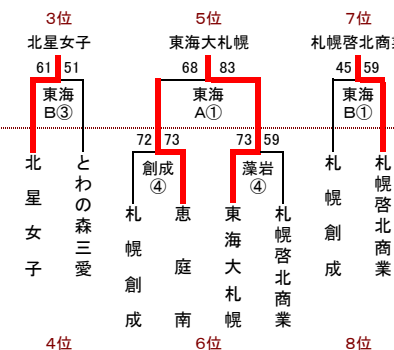 3位 5位 7位
北星女子 東海大札幌 札幌啓北商業
61 51 68 83 45 59
東海 東海 東海
B③ A① B①
72 73 73 59
創成 藻岩
④ ④
北星女子
とわの森三愛
札幌創成
恵庭南
東海大札幌
札幌啓北商業
札幌創成
札幌啓北商業
4位 6位 8位